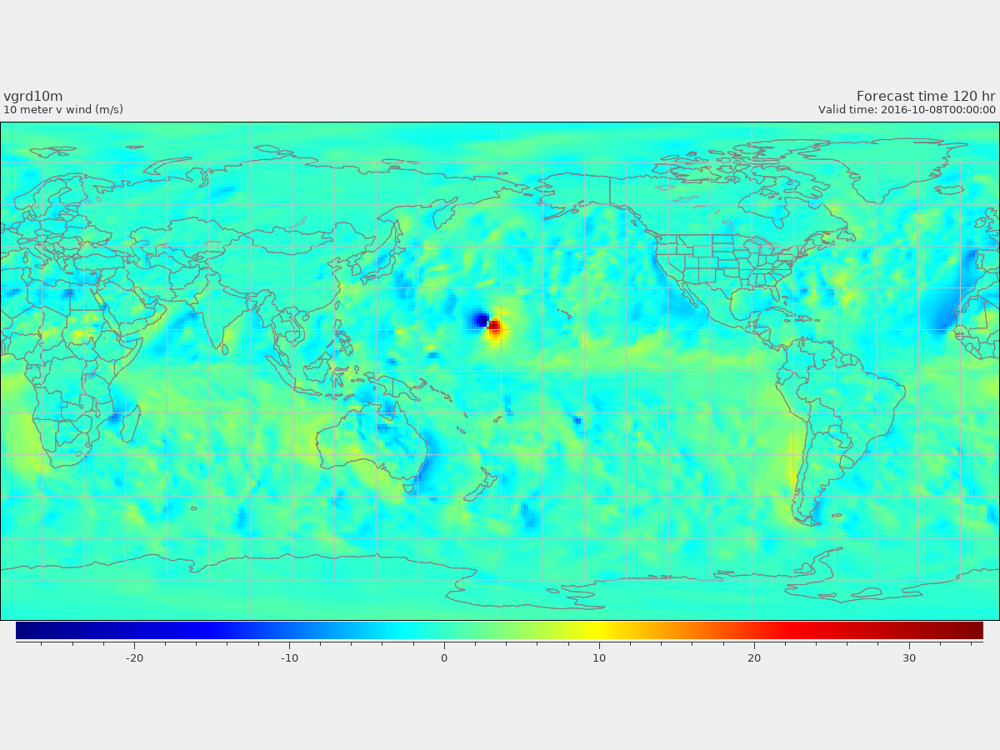 vgrd10m
10 meter v wind (m/s)
Forecast time 120 hr
Valid time: 2016-10-08T00:00:00
-20 -10 0 10 20 30